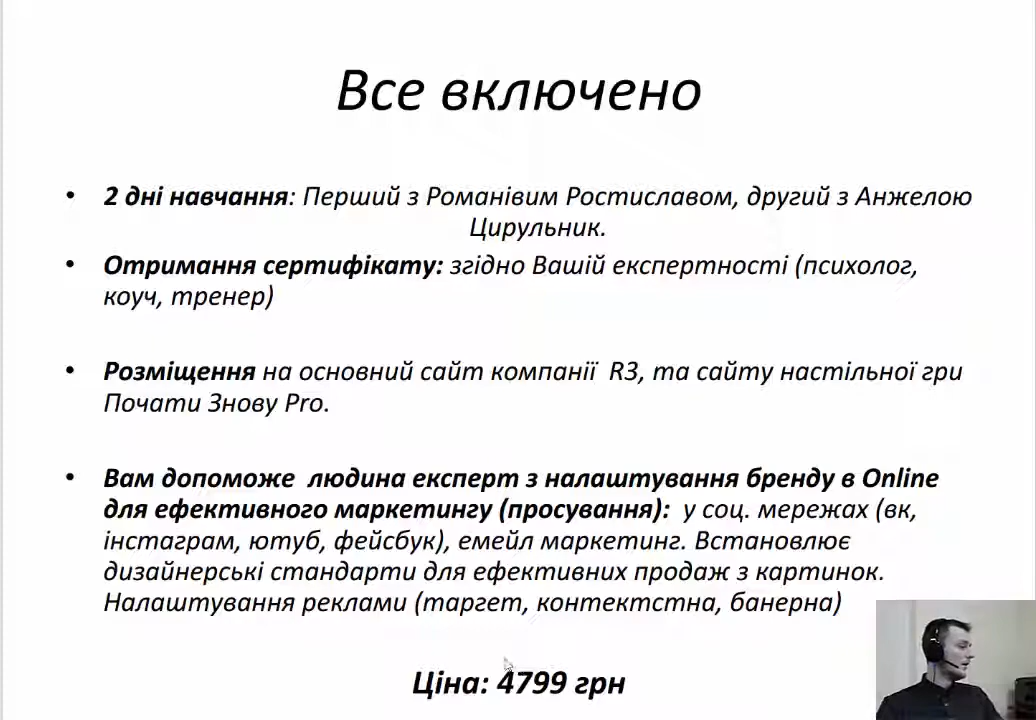 Все включено
• 2 дні навчання: Перший з Романівим Ростиславом, другий з Анжелою
Цирульник.
• Отримання сертифікату: згідно Вашій експертності (психолог,
коуч, тренер)
• Розміщення на основний сайт компанії R3, та сайту настільної гри
Почати Знову Pro.
• Вам допоможе людина експерт з налаштування бренду в Online
для ефективного маркетингу (просування): у соц. мережах (вк,
інстаграм, ютуб, фейсбук), емейл маркетинг. Встановлює
дизайнерські стандарти для ефективних продаж з картинок.
Налаштування реклами (таргет, контектстна, банерна)
Ціна: 4799 грн